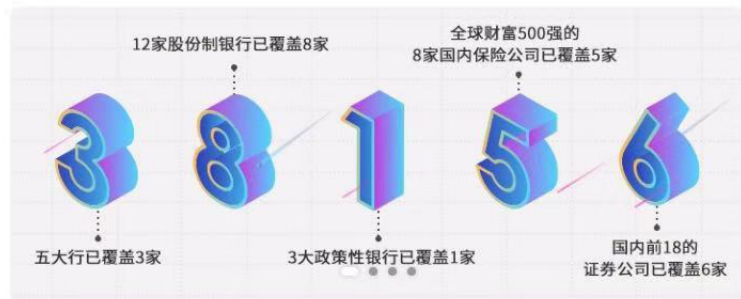 12家股份制银行已覆盖8家
全球财富500强的
8家国内保险公司已覆盖5家
3
8
1
5
6
五大行已覆盖3家
3大政策性银行已覆盖1家
国内前18的
证券公司已覆盖6家